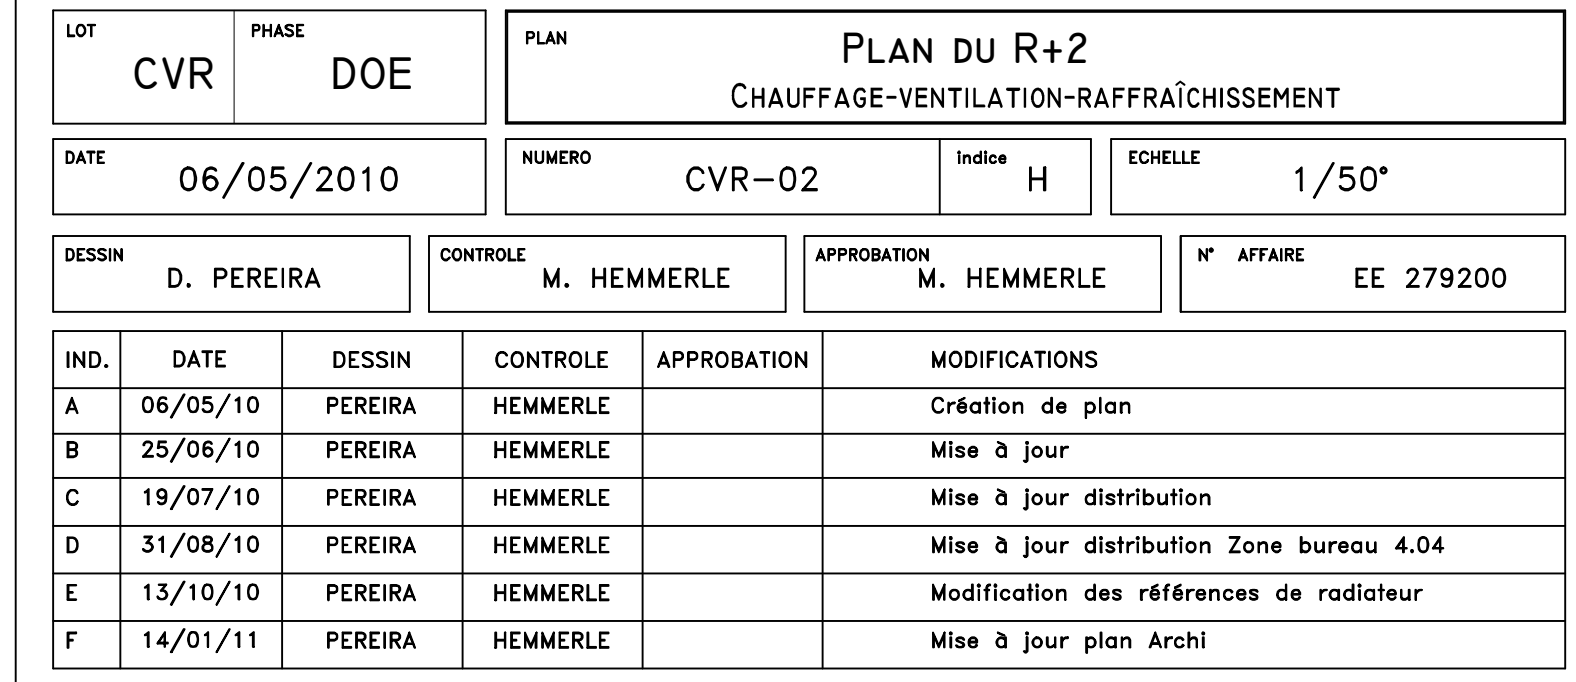 LOT PHASE PLAN
CVR DOE PLAN DU R+2
CHAUFFAGE-VENTILATION-RAFFRAÎCHISSEMENT
DATE 06/05/2010 NUMERO CVR-02 indice H ECHELLE 1/50°
DESSIN D. PEREIRA CONTROLE M. HEMMERLE APPROBATION M. HEMMERLE N° AFFAIRE EE 279200
IND. DATE DESSIN CONTROLE APPROBATION MODIFICATIONS
A 06/05/10 PEREIRA HEMMERLE Création de plan
B 25/06/10 PEREIRA HEMMERLE Mise à jour
C 19/07/10 PEREIRA HEMMERLE Mise à jour distribution
D 31/08/10 PEREIRA HEMMERLE Mise à jour distribution Zone bureau 4.04
E 13/10/10 PEREIRA HEMMERLE Modification des références de radiateur
F 14/01/11 PEREIRA HEMMERLE Mise à jour plan Archi